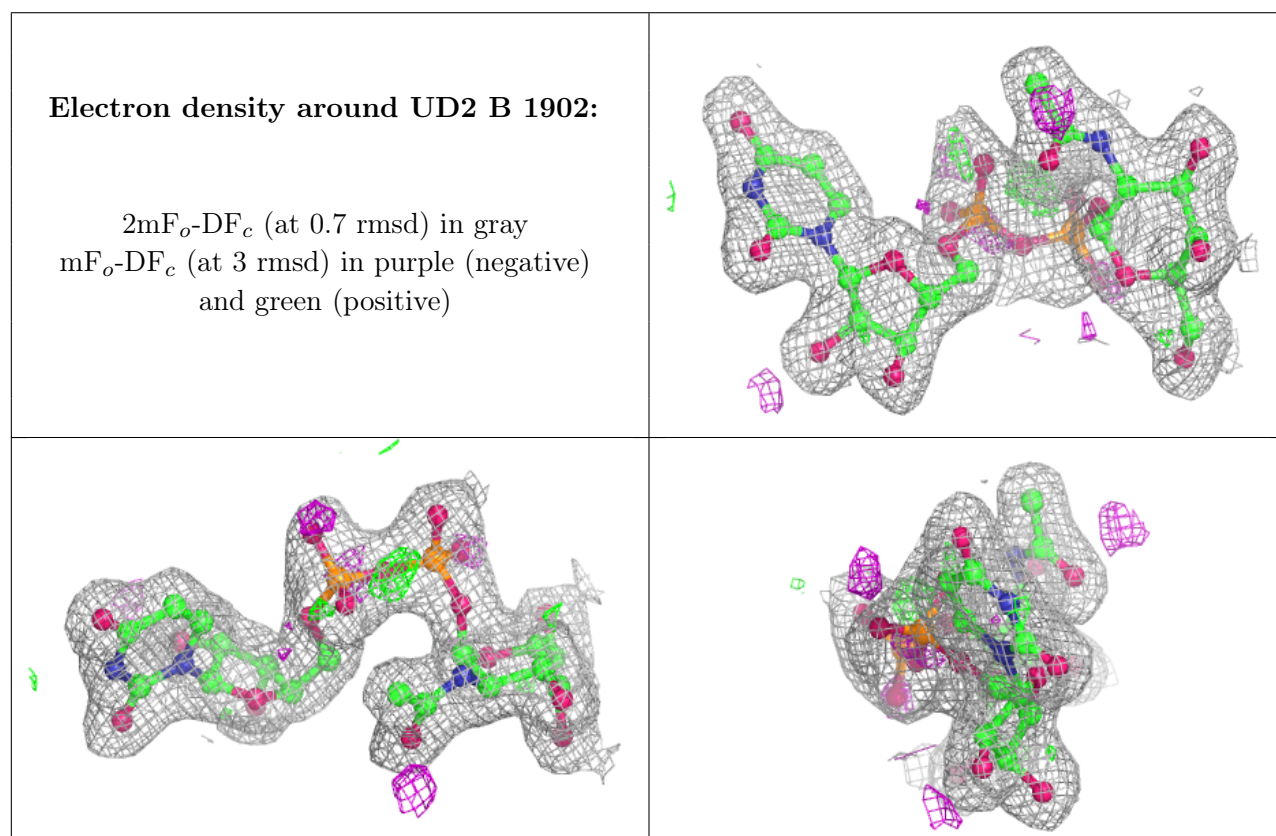 Electron density around UD2 B 1902:
2mFₒ-DF𝒸 (at 0.7 rmsd) in gray
mFₒ-DF𝒸 (at 3 rmsd) in purple (negative)
and green (positive)